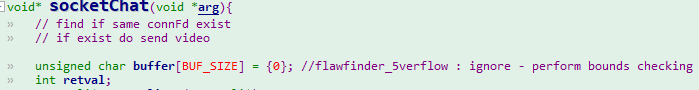 void* socketChat(void *arg){
» // find if same connFd exist
» // if exist do send video
» unsigned char buffer[BUF_SIZE] = {0}; //flawfinder_5verflow : ignore - perform bounds checking
» int retval;